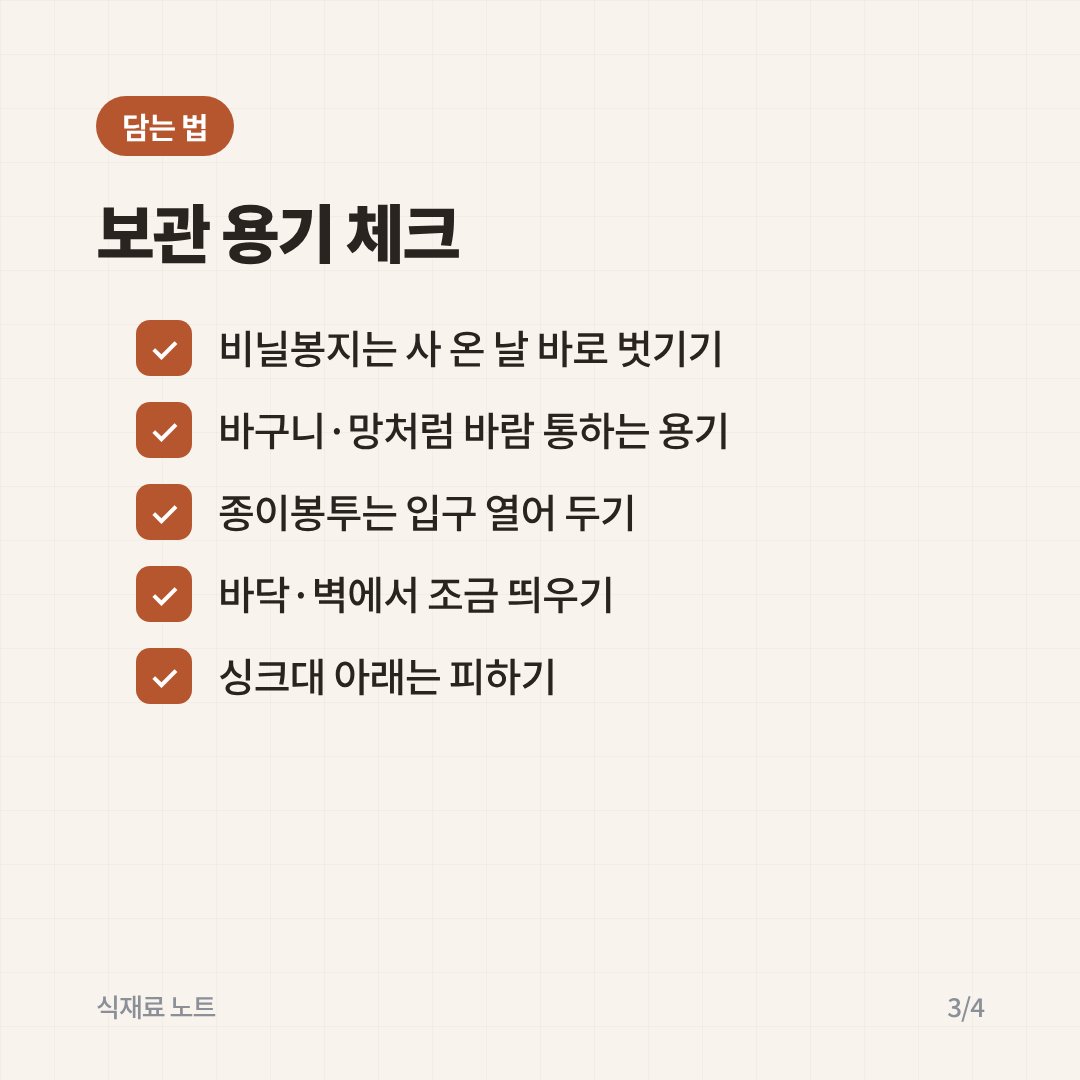 담는 법
보관 용기 체크
비닐봉지는 사 온 날 바로 벗기기
바구니·망처럼 바람 통하는 용기
종이봉투는 입구 열어 두기
바닥·벽에서 조금 띄우기
싱크대 아래는 피하기
식재료 노트
3/4